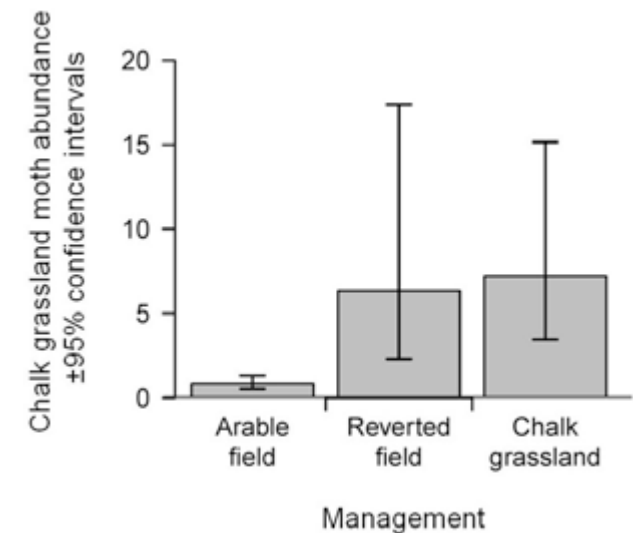 Chalk grassland moth abundance
±95% confidence intervals
20
15
10
5
0
Arable
field
Reverted
field
Chalk
grassland
Management